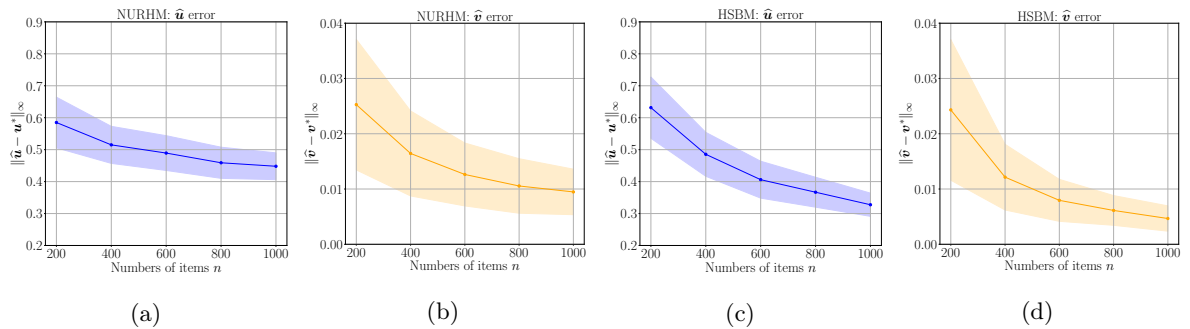 NURHM: û error
0.9
0.8
0.7
0.6
0.5
0.4
0.3
0.2
‖û − u*‖∞
200 400 600 800 1000
Numbers of items n
(a)
NURHM: v̂ error
0.04
0.03
0.02
0.01
0.00
‖v̂ − v*‖∞
200 400 600 800 1000
Numbers of items n
(b)
HSBM: û error
0.9
0.8
0.7
0.6
0.5
0.4
0.3
0.2
‖û − u*‖∞
200 400 600 800 1000
Numbers of items n
(c)
HSBM: v̂ error
0.04
0.03
0.02
0.01
0.00
‖v̂ − v*‖∞
200 400 600 800 1000
Numbers of items n
(d)